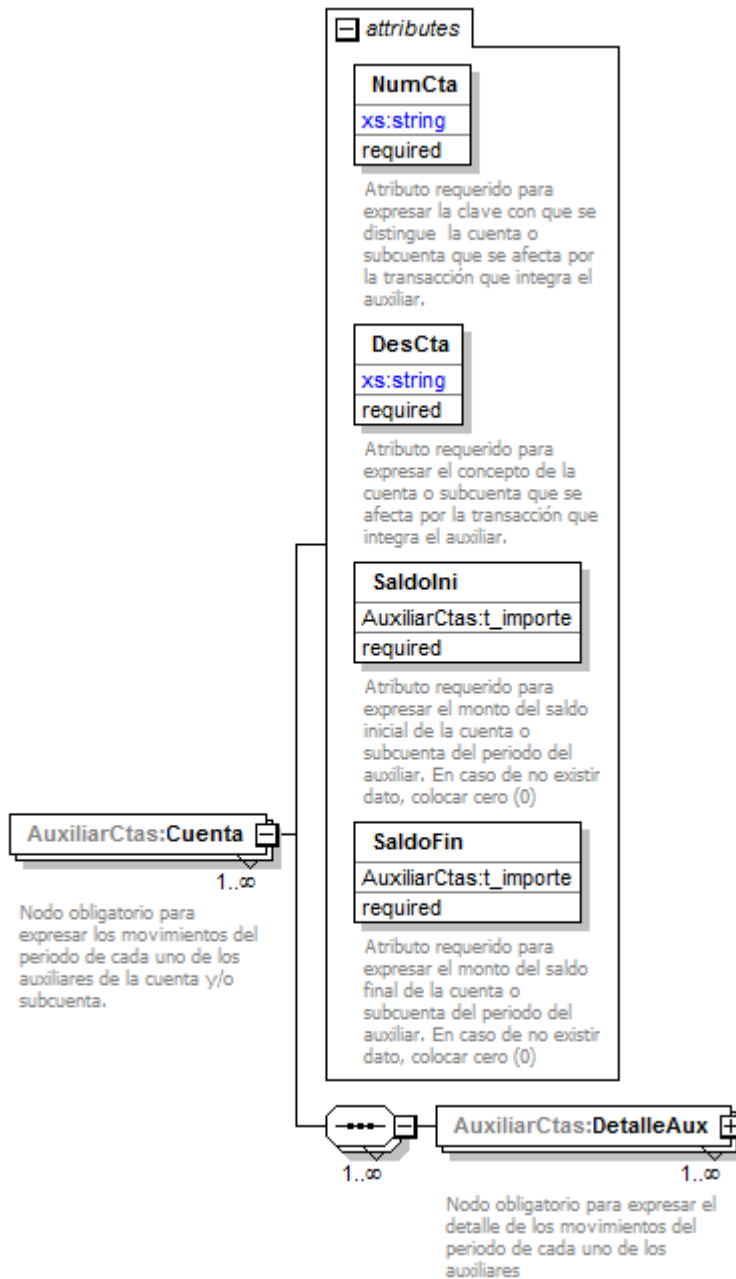 attributes
NumCta
xs:string
required
Atributo requerido para
expresar la clave con que se
distingue la cuenta o
subcuenta que se afecta por
la transacción que integra el
auxiliar.
DesCta
xs:string
required
Atributo requerido para
expresar el concepto de la
cuenta o subcuenta que se
afecta por la transacción que
integra el auxiliar.
SaldoIni
AuxiliarCtas:t_importe
required
Atributo requerido para
expresar el monto del saldo
inicial de la cuenta o
subcuenta del periodo del
auxiliar. En caso de no existir
dato, colocar cero (0)
SaldoFin
AuxiliarCtas:t_importe
required
Atributo requerido para
expresar el monto del saldo
final de la cuenta o
subcuenta del periodo del
auxiliar. En caso de no existir
dato, colocar cero (0)
AuxiliarCtas:Cuenta
1..∞
Nodo obligatorio para
expresar los movimientos del
periodo de cada uno de los
auxiliares de la cuenta y/o
subcuenta.
1..∞
AuxiliarCtas:DetalleAux
1..∞
Nodo obligatorio para expresar el
detalle de los movimientos del
periodo de cada uno de los
auxiliares